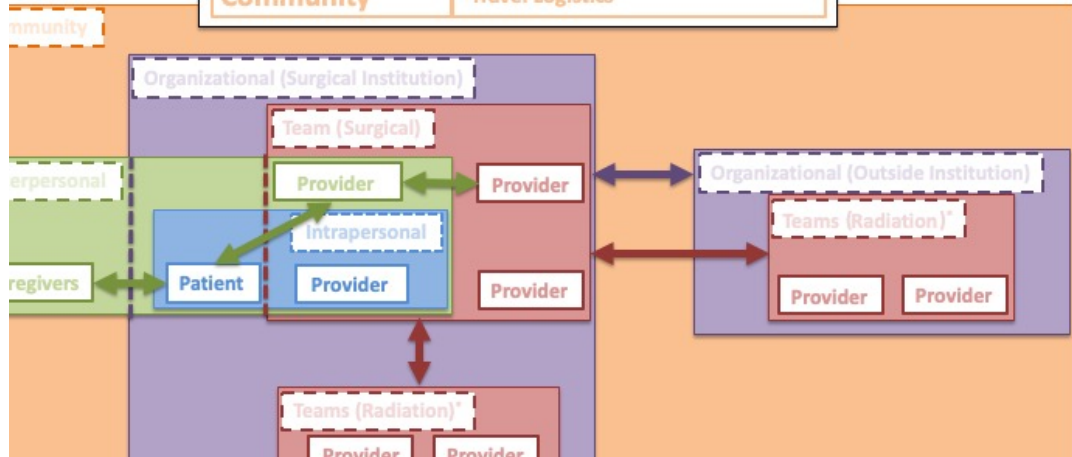 Community
Travel Logistics
mmunity
Organizational (Surgical Institution)
Team (Surgical)
erpersonal
Provider
Provider
Organizational (Outside Institution)
Teams (Radiation)*
Intrapersonal
regivers
Patient
Provider
Provider
Provider
Provider
Teams (Radiation)*
Provider
Provider